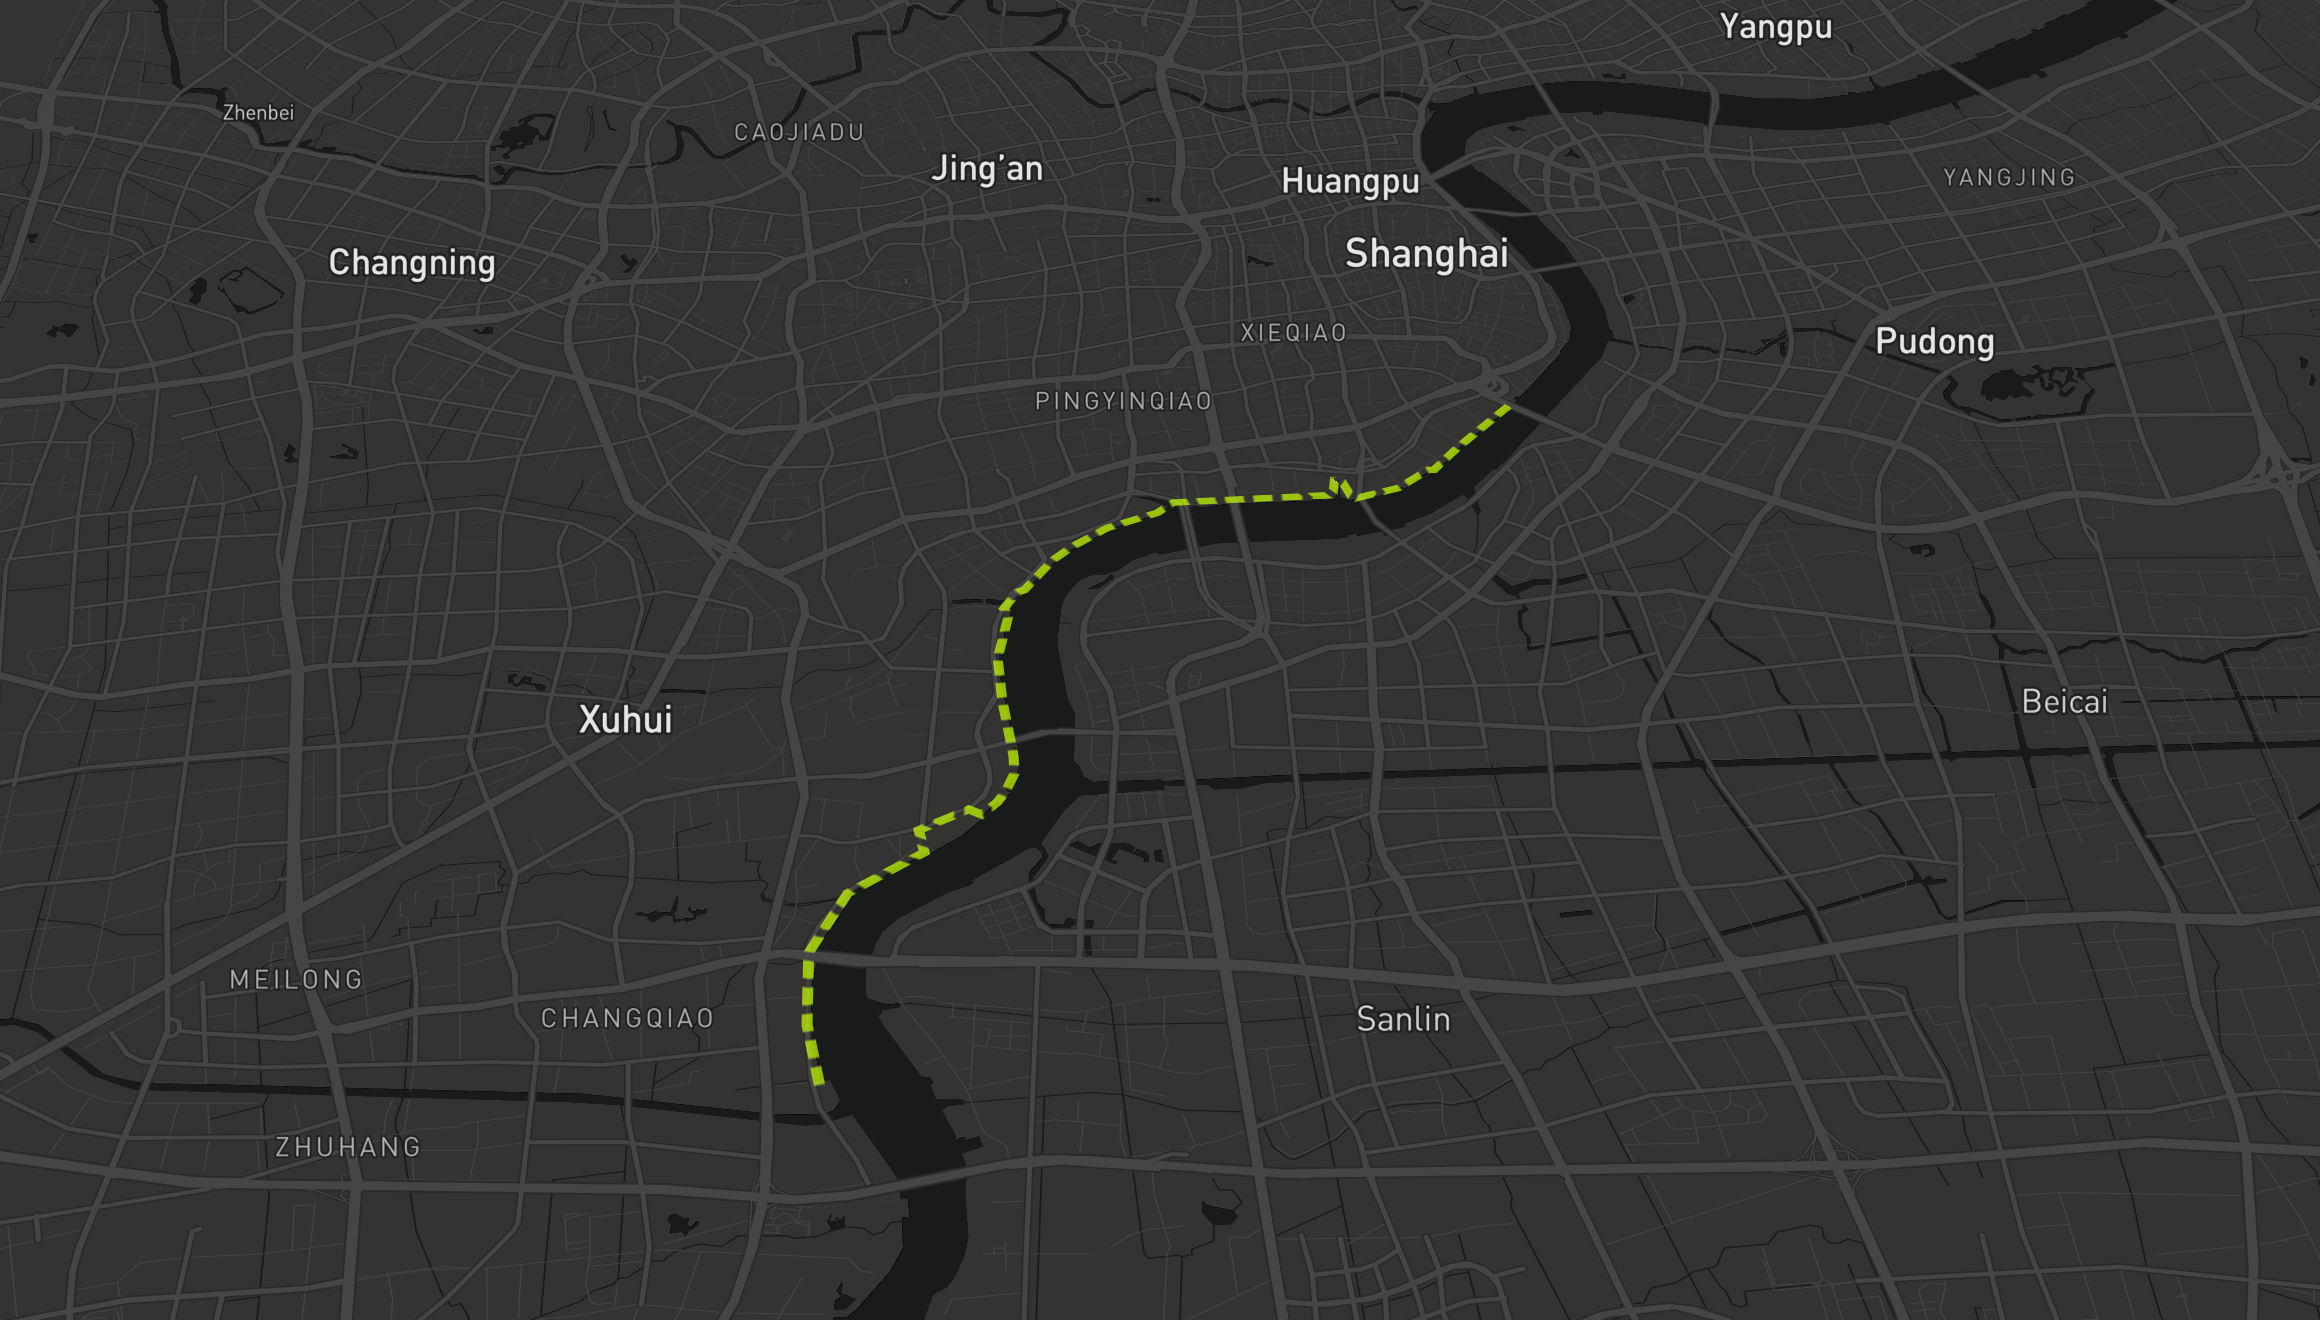 Yangpu
Zhenbei
CAOJIADU
Jing’an
Huangpu
YANGJING
Shanghai
Changning
XIEQIAO
Pudong
PINGYINQIAO
Beicai
Xuhui
MEILONG
CHANGQIAO
Sanlin
ZHUHANG